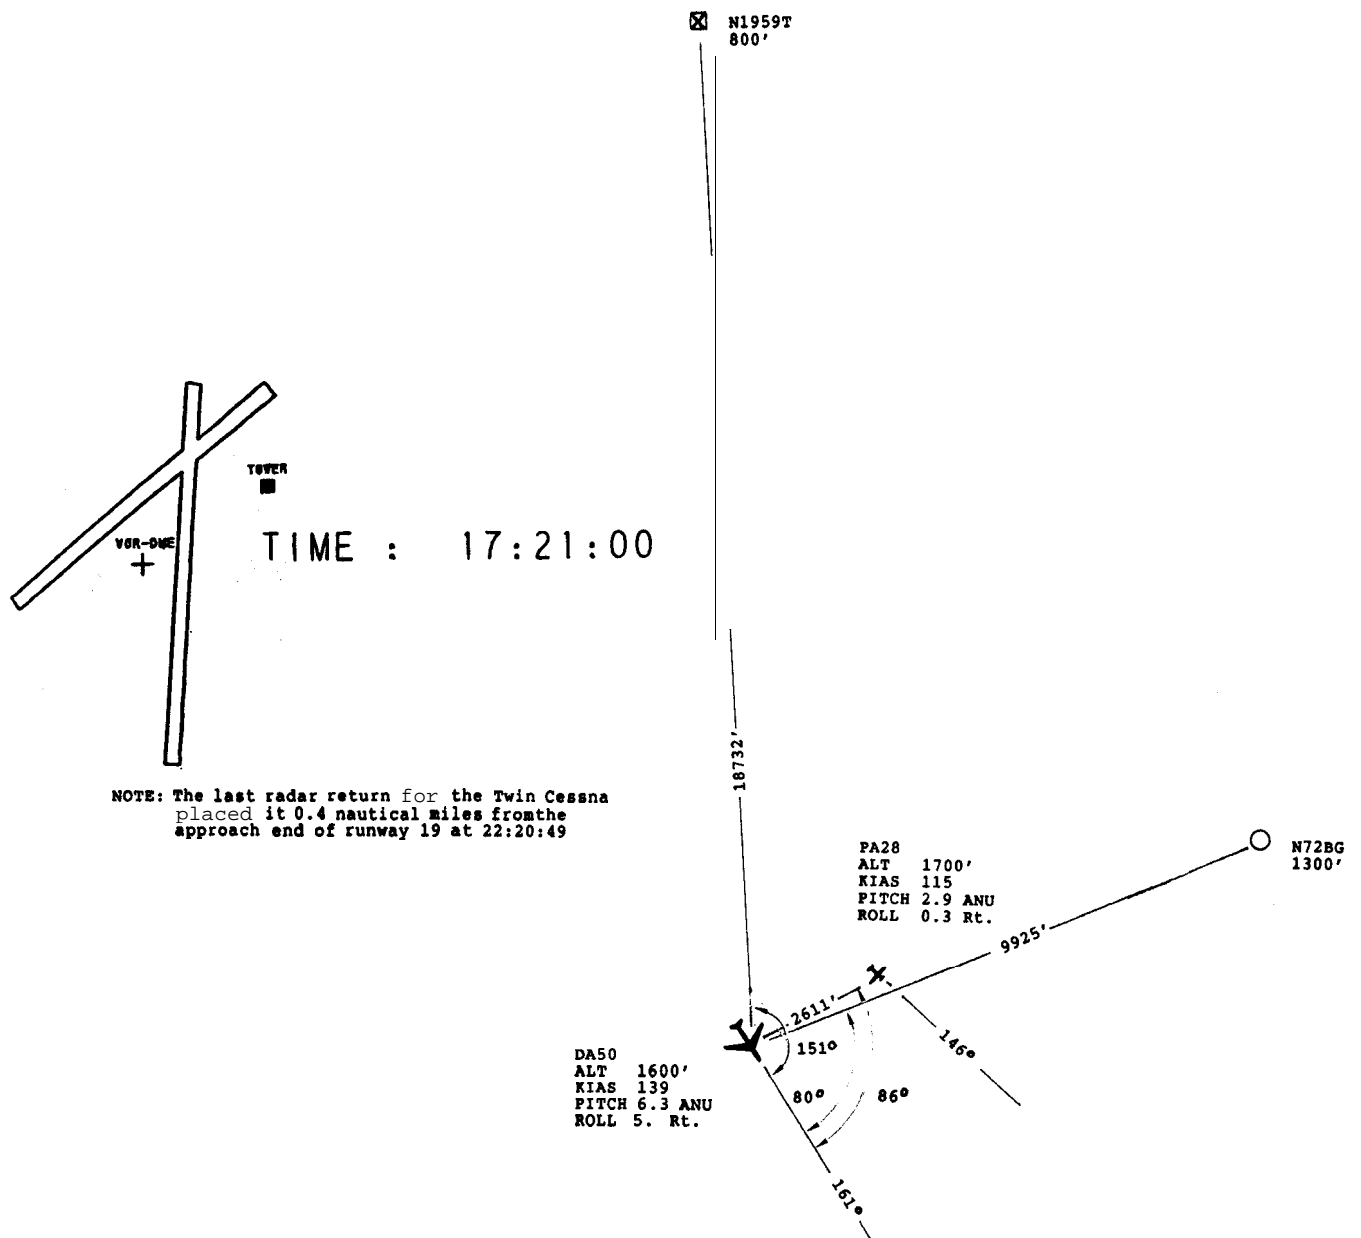 N1959T
800'
TOWER
VOR-DME
TIME : 17:21:00
18732'
NOTE: The last radar return for the Twin Cessna
placed it 0.4 nautical miles fromthe
approach end of runway 19 at 22:20:49
PA28
ALT 1700'
KIAS 115
PITCH 2.9 ANU
ROLL 0.3 Rt.
N72BG
1300'
9925'
2611'
146°
151°
DA50
ALT 1600'
KIAS 139
PITCH 6.3 ANU
ROLL 5. Rt.
80°
86°
161°